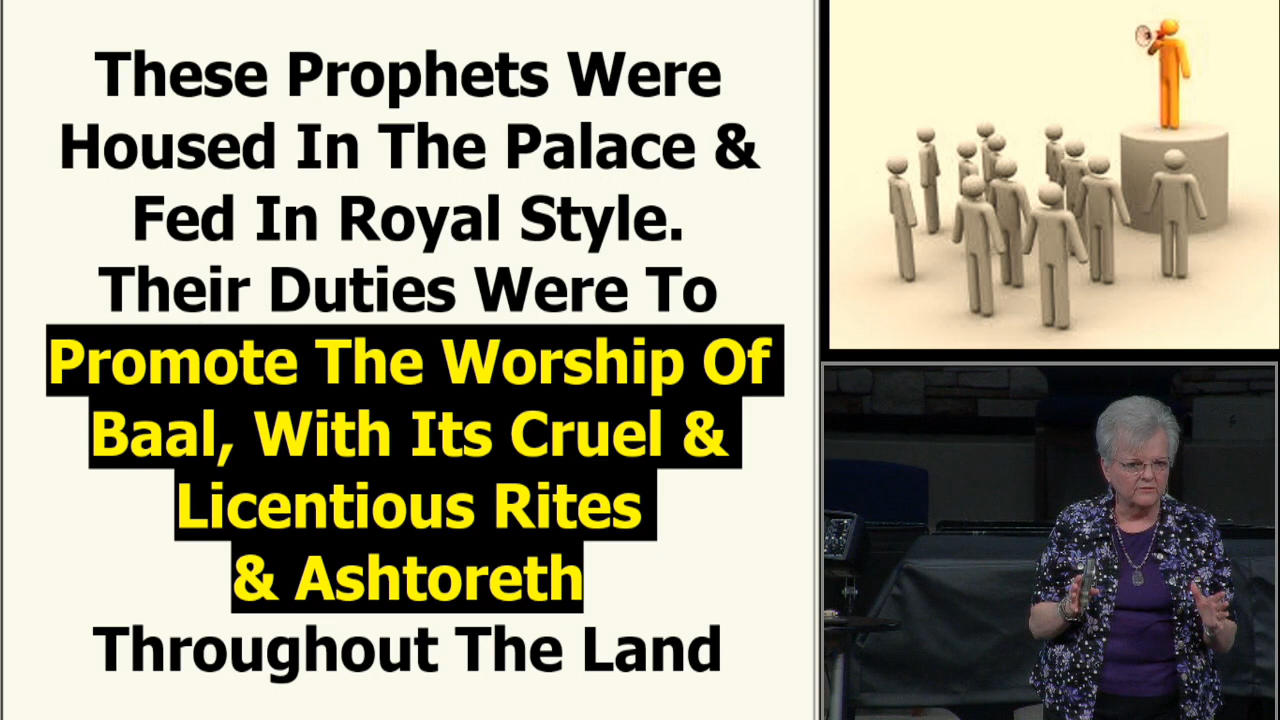 These Prophets Were
Housed In The Palace &
Fed In Royal Style.
Their Duties Were To
Promote The Worship Of
Baal, With Its Cruel &
Licentious Rites
& Ashtoreth
Throughout The Land